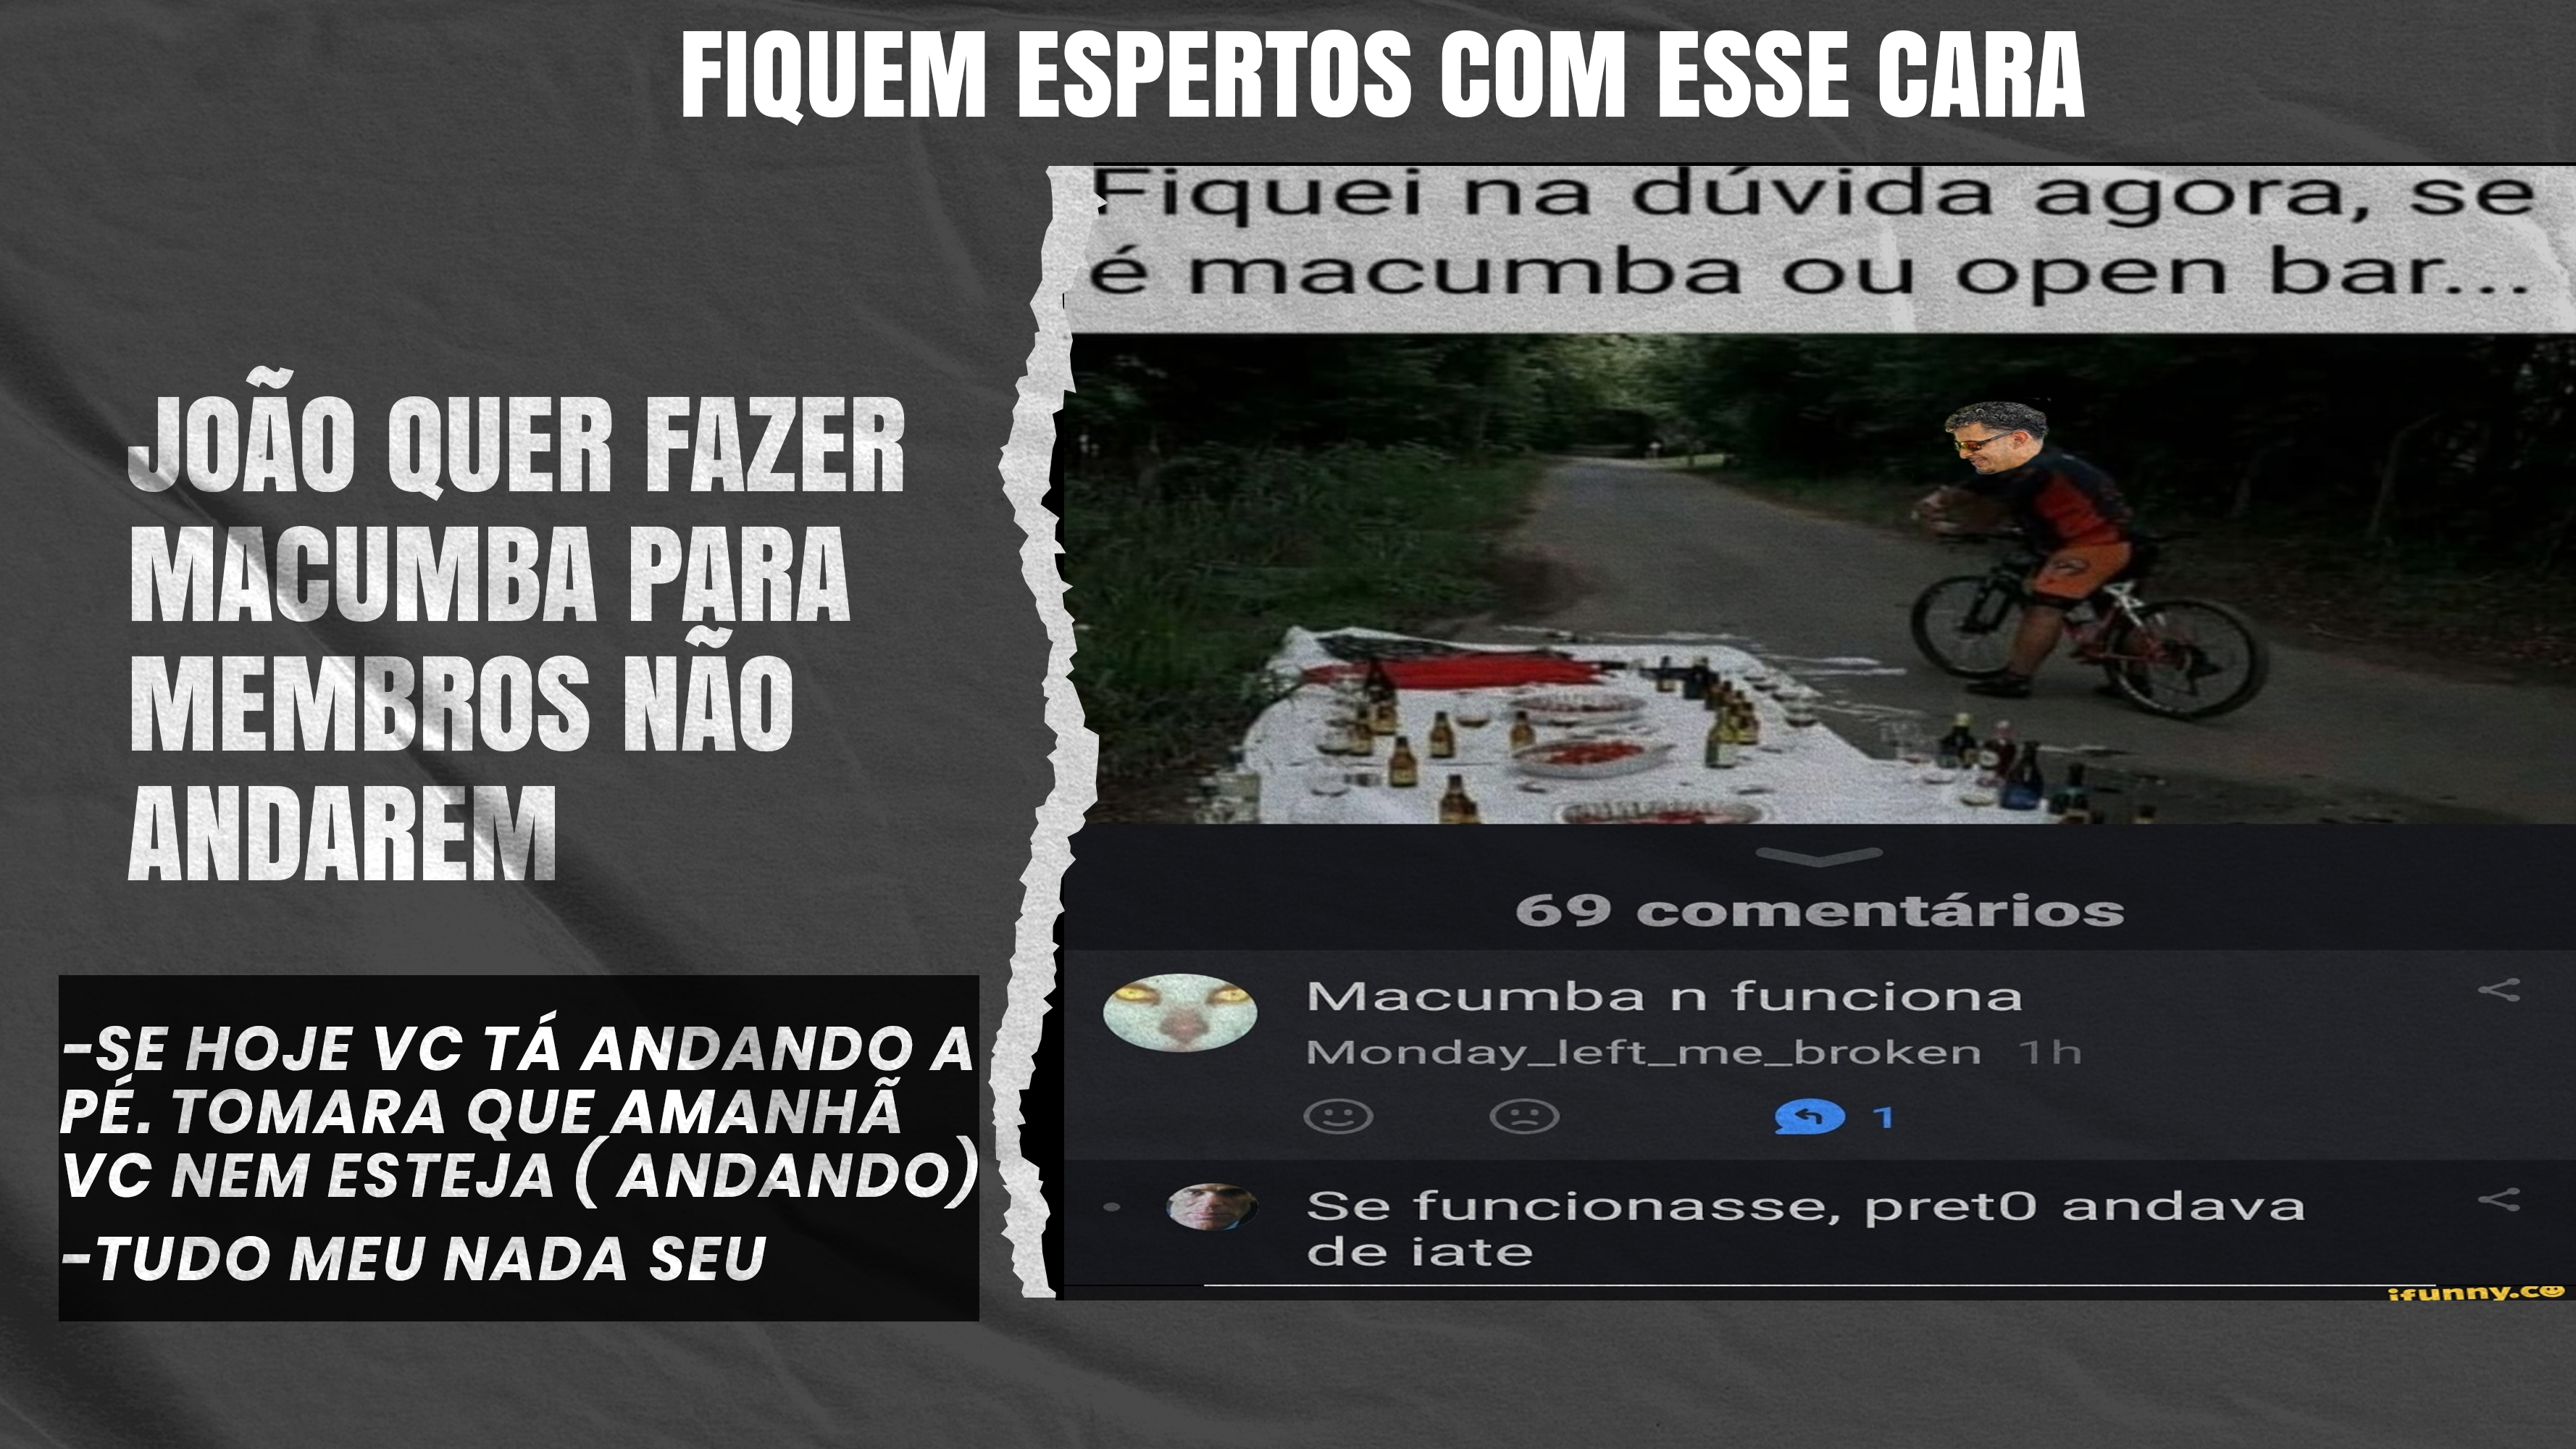 FIQUEM ESPERTOS COM ESSE CARA
JOÃO QUER FAZER
MACUMBA PARA
MEMBROS NÃO
ANDAREM
-SE HOJE VC TÁ ANDANDO A
PÉ. TOMARA QUE AMANHÃ
VC NEM ESTEJA ( ANDANDO)
-TUDO MEU NADA SEU
Fiquei na dúvida agora, se
é macumba ou open bar...
69 comentários
Macumba n funciona
Monday_left_me_broken 1h
1
Se funcionasse, pret0 andava
de iate
ifunny.co